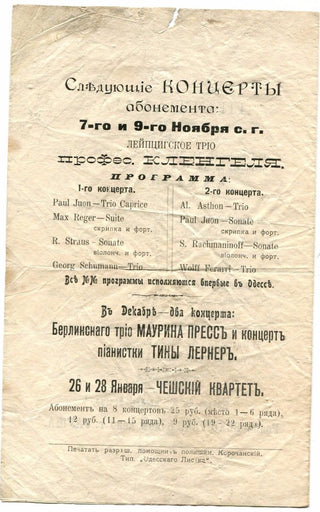 Слѣдующіе КОНЦЕРТЫ
абонемента:
7-го и 9-го Ноября с. г.
ЛЕЙПЦИГСКОЕ ТРІО
профес. КЛЕНГЕЛЯ.
ПРОГРАММА:
1-го концерта.
Paul Juon—Trio Caprice
Max Reger—Suite
скрипка и форт.
R. Straus - Sonate
віолонч. и форт.
Georg Schumann—Trio
2-го концерта.
Al. Asthon—Trio
Paul Juon—Sonate
скрипка и форт.
S. Rachmaninoff—Sonate
віолонч. и форт.
Wolff Ferarri—Trio
Всѣ №№ программы исполняются впервые въ Одессѣ.
Въ Декабрѣ—два концерта:
Берлинскаго тріо МАУРИНА ПРЕССЪ и концертъ
піанистки ТИНЫ ЛЕРНЕРЪ.
26 и 28 Января—ЧЕШСКІЙ КВАРТЕТЪ.
Абонементъ на 8 концертовъ 25 руб. (мѣсто 1—6 ряда),
12 руб. (11—15 ряда), 9 руб. (19—22 ряда).
Печатать разрѣш. помощн. полицім. Корочанскій.
Тип. „Одесскаго Листка“.